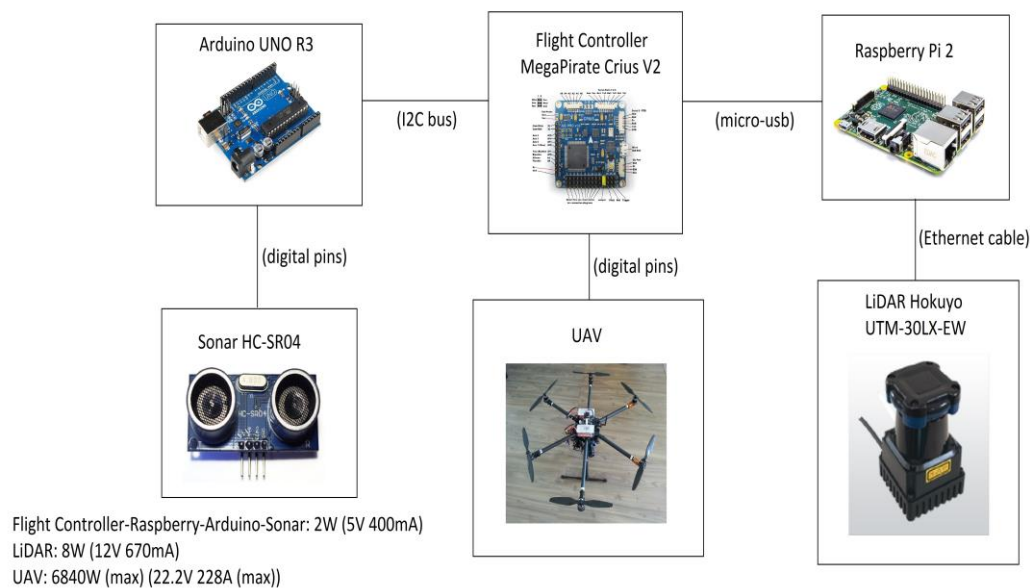 Arduino UNO R3
Flight Controller
MegaPirate Crius V2
Raspberry Pi 2
(I2C bus)
(micro-usb)
(digital pins)
(digital pins)
(Ethernet cable)
Sonar HC-SR04
HC-SR04
UAV
LiDAR Hokuyo
UTM-30LX-EW
Flight Controller-Raspberry-Arduino-Sonar: 2W (5V 400mA)
LiDAR: 8W (12V 670mA)
UAV: 6840W (max) (22.2V 228A (max))